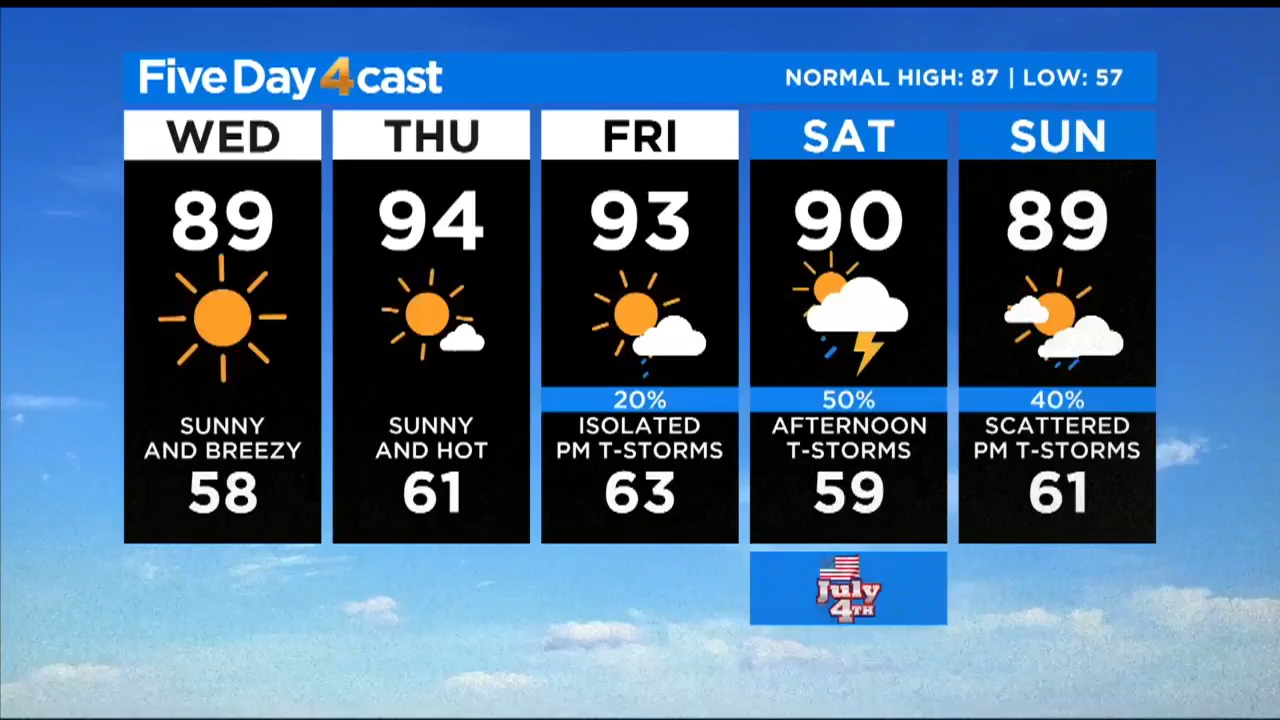 Five Day 4cast
NORMAL HIGH: 87 | LOW: 57
WED
89
SUNNY
AND BREEZY
58
THU
94
SUNNY
AND HOT
61
FRI
93
20%
ISOLATED
PM T-STORMS
63
SAT
90
50%
AFTERNOON
T-STORMS
59
July
4TH
SUN
89
40%
SCATTERED
PM T-STORMS
61